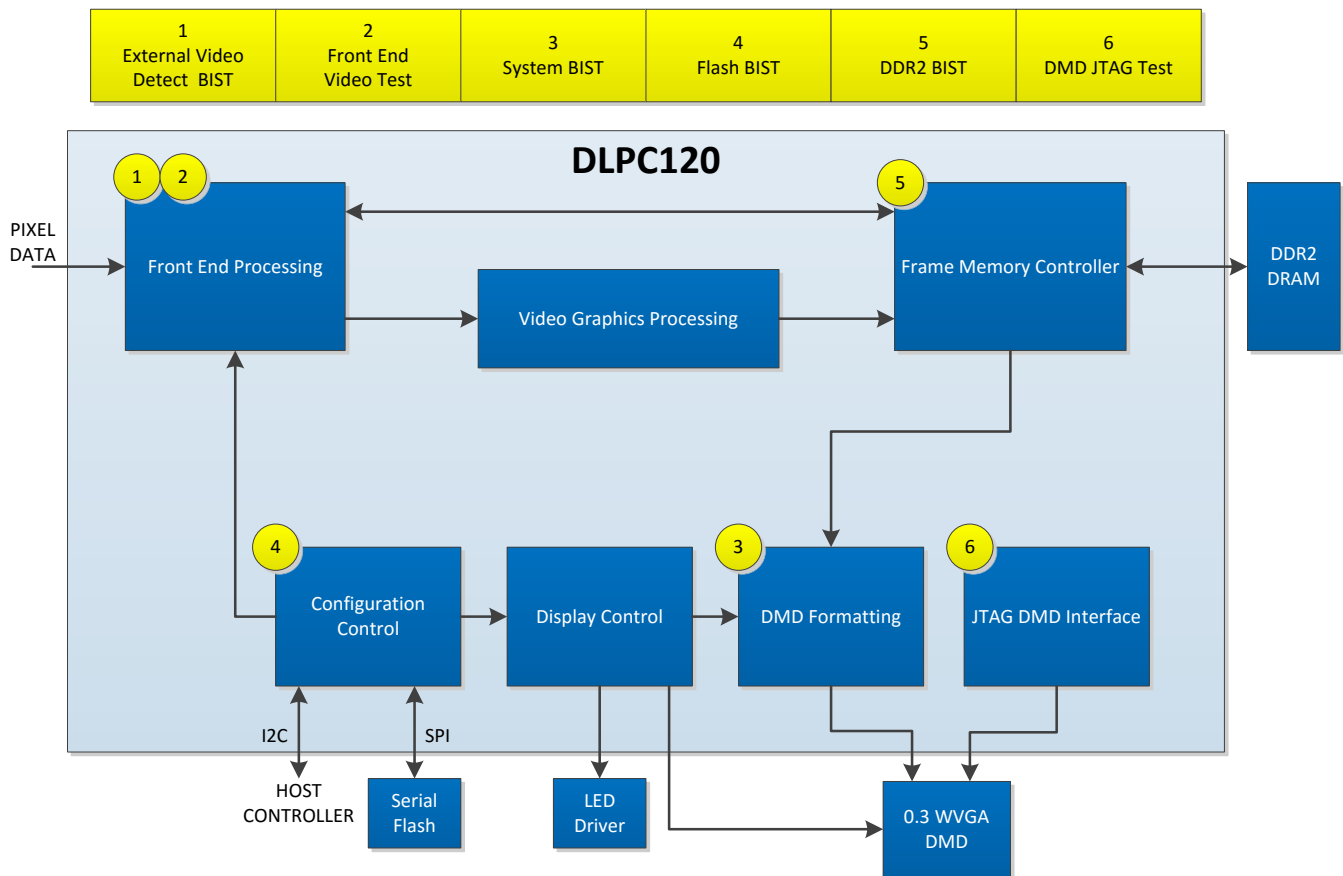 1
External Video
Detect BIST
2
Front End
Video Test
3
System BIST
4
Flash BIST
5
DDR2 BIST
6
DMD JTAG Test
DLPC120
1
2
5
PIXEL
DATA
Front End Processing
Frame Memory Controller
DDR2
DRAM
Video Graphics Processing
4
3
6
Configuration
Control
Display Control
DMD Formatting
JTAG DMD Interface
I2C
SPI
HOST
CONTROLLER
Serial
Flash
LED
Driver
0.3 WVGA
DMD